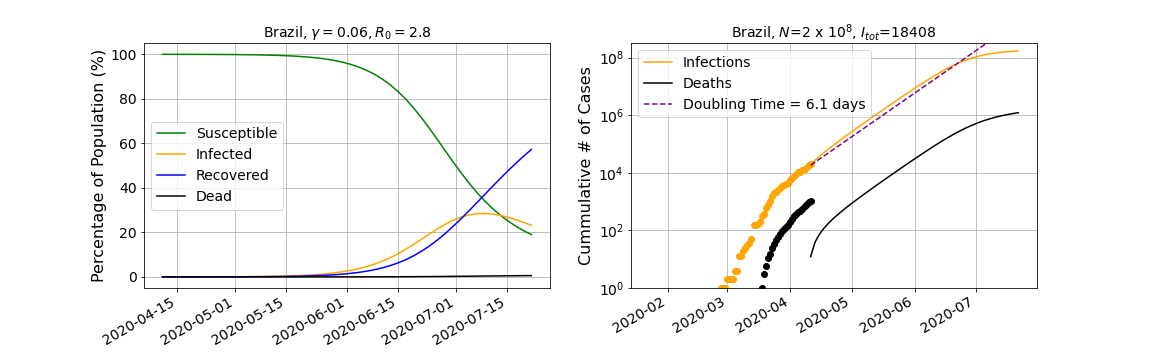 Brazil, γ = 0.06, R₀ = 2.8
Percentage of Population (%)
100
80
60
40
20
0
Susceptible
Infected
Recovered
Dead
2020-04-15
2020-05-01
2020-05-15
2020-06-01
2020-06-15
2020-07-01
2020-07-15
Brazil, N=2 x 10⁸, Iₜₒₜ=18408
Cummulative # of Cases
10⁸
10⁶
10⁴
10²
10⁰
Infections
Deaths
Doubling Time = 6.1 days
2020-02
2020-03
2020-04
2020-05
2020-06
2020-07